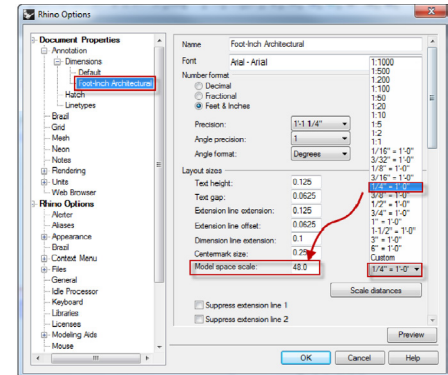 Rhino Options
Document Properties
Annotation
Dimensions
Default
Foot-Inch Architectural
Hatch
Linetypes
Brazil
Grid
Mesh
Neon
Notes
Rendering
Units
Web Browser
Rhino Options
Alerter
Aliases
Appearance
Brazil
Context Menu
Files
General
Idle Processor
Keyboard
Libraries
Licenses
Modeling Aids
Mouse
Name Foot-Inch Architectural
Font Arial - Arial
Number format
Decimal
Fractional
Feet & Inches
Precision: 1'-1 1/4"
Angle precision: 1
Angle format: Degrees
Layout sizes
Text height: 0.125
Text gap: 0.0625
Extension line extension: 0.125
Extension line offset: 0.0625
Dimension line extension: 0.1
Centermark size: 0.25
Model space scale: 48.0
1:1000
1:500
1:200
1:100
1:50
1:20
1:10
1:5
1:2
1:1
1/16" = 1'-0"
3/32" = 1'-0"
1/8" = 1'-0"
3/16" = 1'-0"
1/4" = 1'-0"
3/8" = 1'-0"
1/2" = 1'-0"
3/4" = 1'-0"
1" = 1'-0"
1-1/2" = 1'-0"
3" = 1'-0"
6" = 1'-0"
Custom
1/4" = 1'-0"
Scale distances
Suppress extension line 1
Suppress extension line 2
Preview
OK Cancel Help